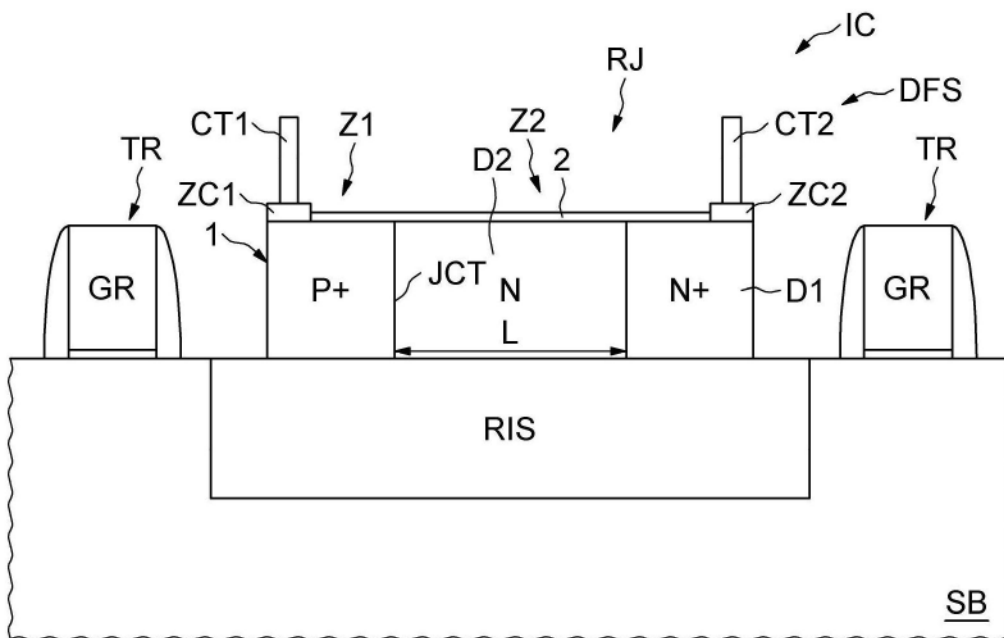 IC
RJ
DFS
CT1
Z1
Z2
CT2
TR
D2
2
TR
ZC1
ZC2
1
GR
P+
JCT
N
N+
D1
GR
L
RIS
SB